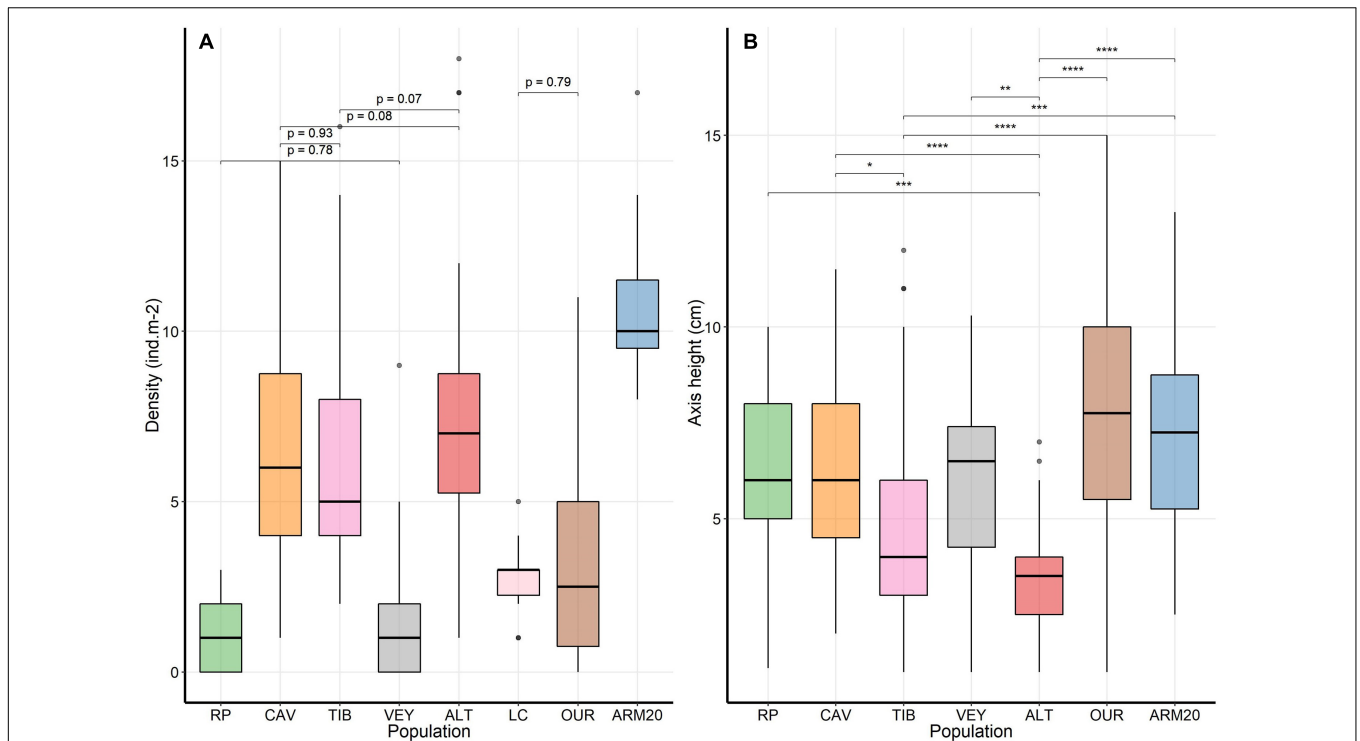 A
p = 0.79
p = 0.07
p = 0.08
p = 0.93
p = 0.78
15
10
5
0
Density (ind.m-2)
RP CAV TIB VEY ALT LC OUR ARM20
Population
B
****
****
**
***
****
****
*
***
15
10
5
Axis height (cm)
RP CAV TIB VEY ALT OUR ARM20
Population